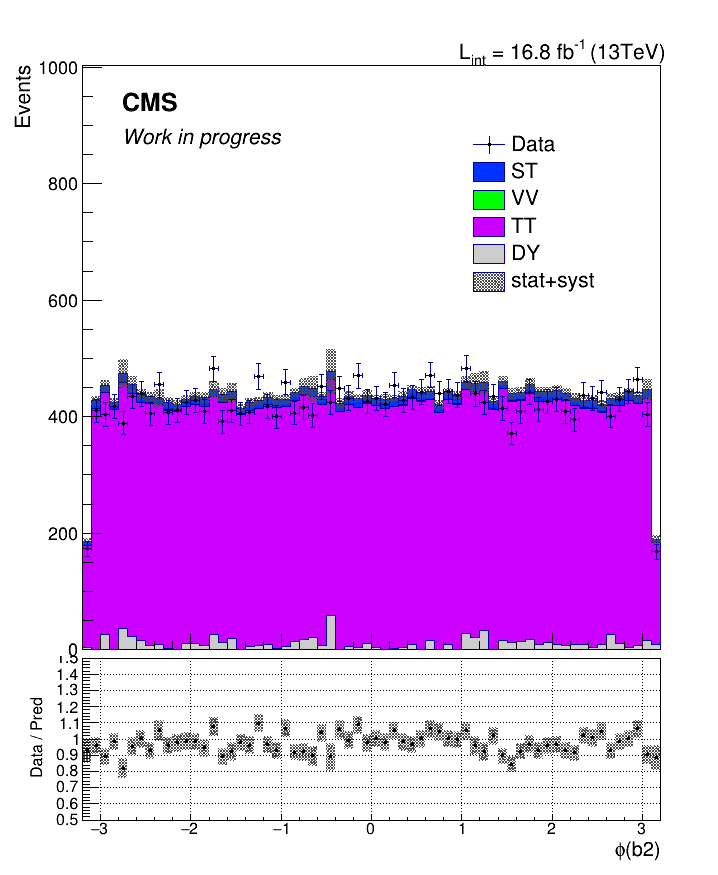 L_int = 16.8 fb^-1 (13TeV)
Events
1000
800
600
400
200
0
CMS
Work in progress
Data
ST
VV
TT
DY
stat+syst
Data / Pred
1.5
1.4
1.3
1.2
1.1
1
0.9
0.8
0.7
0.6
0.5
−3 −2 −1 0 1 2 3
ϕ(b2)